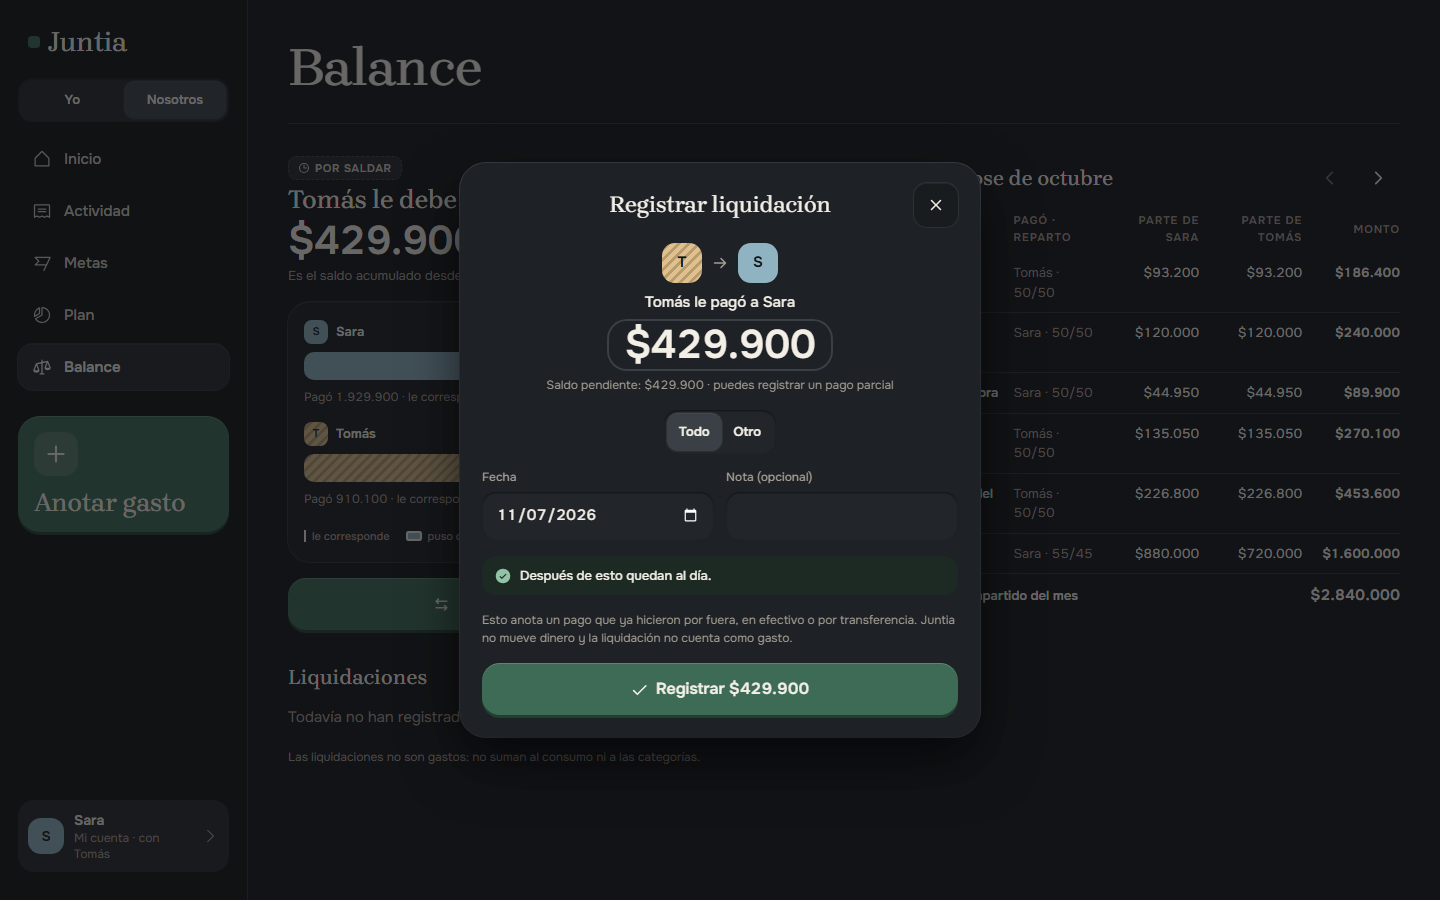 Juntia
Yo
Nosotros
Inicio
Actividad
Metas
Plan
Balance
Anotar gasto
Sara
Mi cuenta · con
Tomás
S
Balance
POR SALDAR
Tomás le debe
$429.900
Es el saldo acumulado desde
S
Sara
Pagó 1.929.900 · le
T
Tomás
Pagó 910.100 · le
le corresponde
puso
Liquidaciones
Todavía no han
Las liquidaciones no son gastos: no suman al consumo ni a las categorías.
Registrar liquidación
T → S
Tomás le pagó a Sara
$429.900
Saldo pendiente: $429.900 · puedes registrar un pago parcial
Todo
Otro
Fecha
Nota (opcional)
11/07/2026
Después de esto quedan al día.
Esto anota un pago que ya hicieron por fuera, en efectivo o por transferencia. Juntia
no mueve dinero y la liquidación no cuenta como gasto.
Registrar $429.900
de octubre
PAGÓ ·
REPARTO
PARTE DE
SARA
PARTE DE
TOMÁS
MONTO
Tomás ·
50/50
$93.200
$93.200
$186.400
Sara · 50/50
$120.000
$120.000
$240.000
Sara · 50/50
$44.950
$44.950
$89.900
Tomás ·
50/50
$135.050
$135.050
$270.100
Tomás ·
50/50
$226.800
$226.800
$453.600
Sara · 55/45
$880.000
$720.000
$1.600.000
del mes
$2.840.000